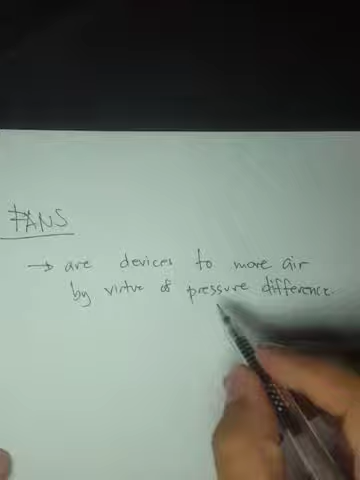 FANS
→ are devices to move air
by virtue of pressure difference.